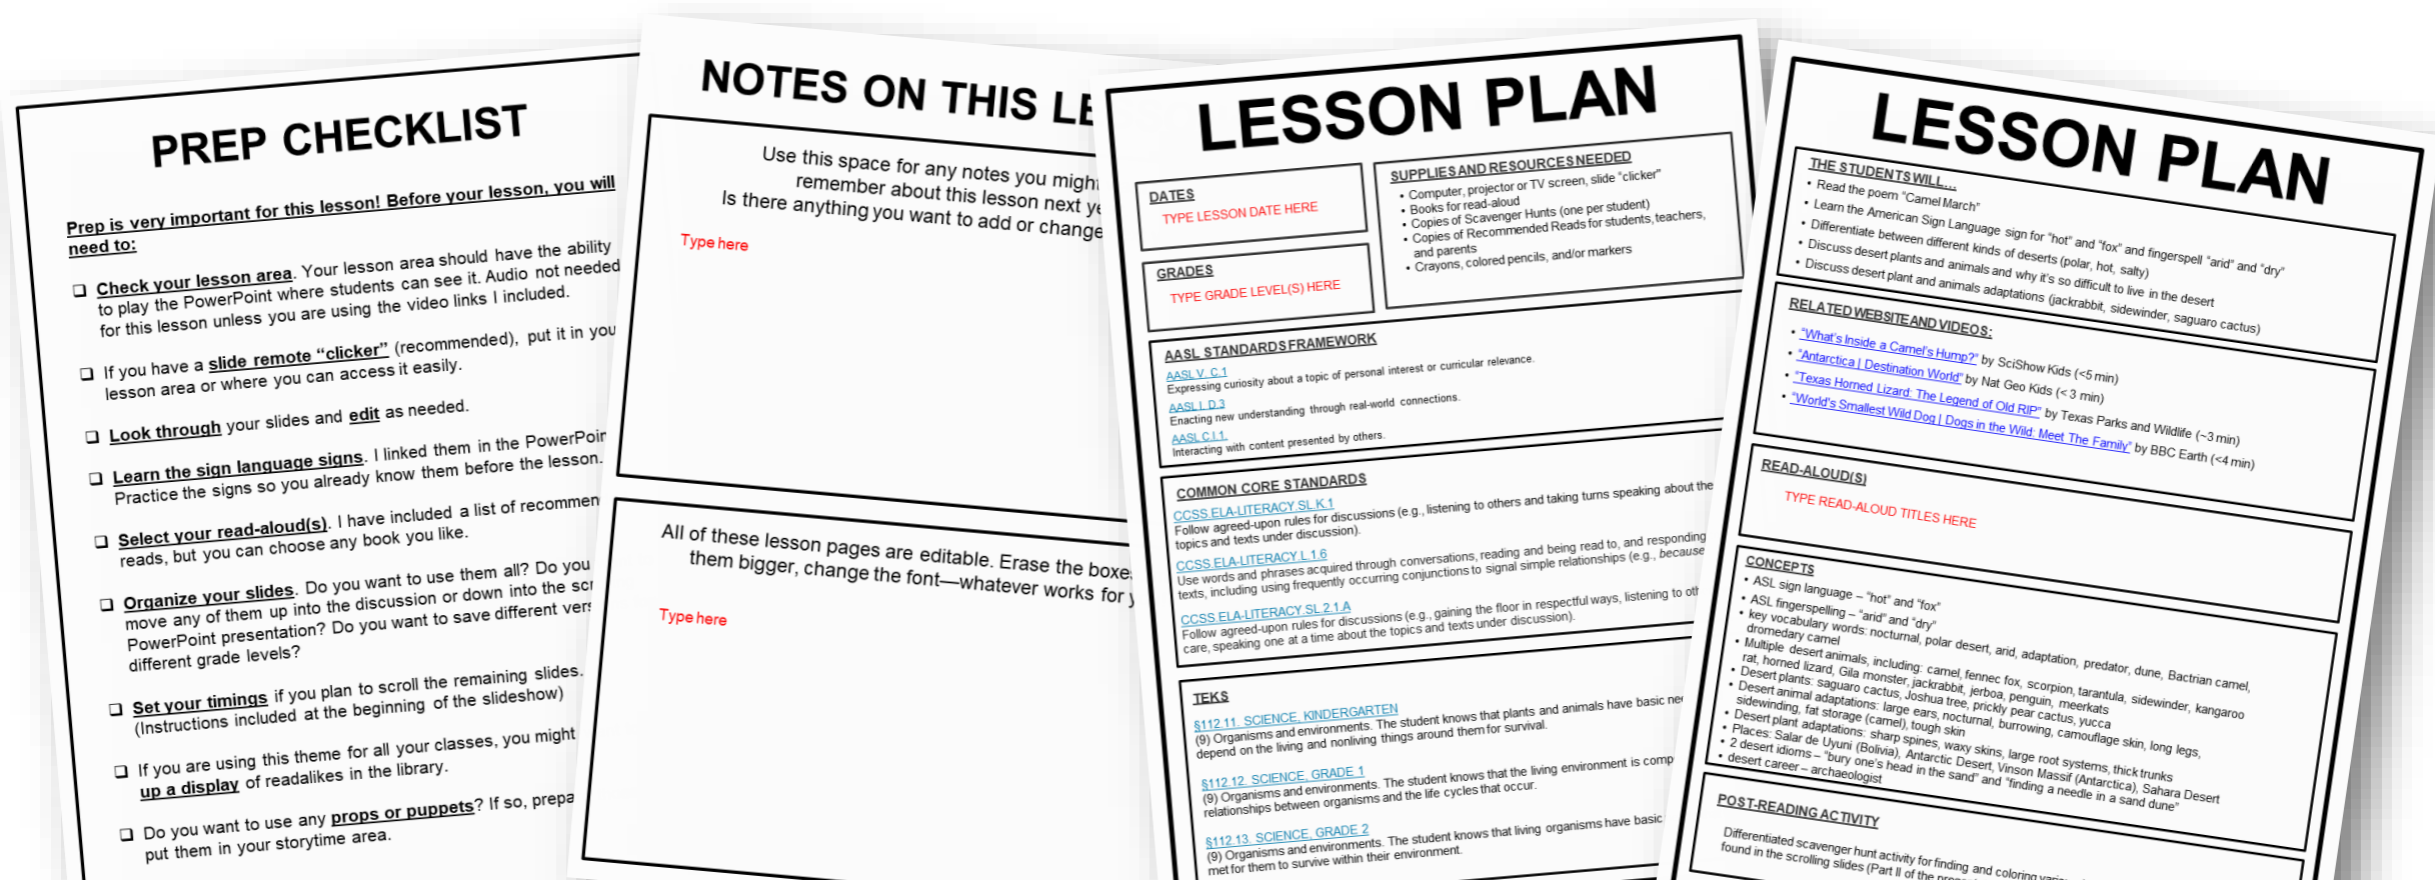 PREP CHECKLIST
Prep is very important for this lesson! Before your lesson, you will
need to:
❑ Check your lesson area. Your lesson area should have the ability
to play the PowerPoint where students can see it. Audio not needed
for this lesson unless you are using the video links I included.
❑ If you have a slide remote “clicker” (recommended), put it in you
lesson area or where you can access it easily.
❑ Look through your slides and edit as needed.
❑ Learn the sign language signs. I linked them in the PowerPoin
Practice the signs so you already know them before the lesson.
❑ Select your read-aloud(s). I have included a list of recommen
reads, but you can choose any book you like.
❑ Organize your slides. Do you want to use them all? Do you
move any of them up into the discussion or down into the scr
PowerPoint presentation? Do you want to save different vers
different grade levels?
❑ Set your timings if you plan to scroll the remaining slides.
(Instructions included at the beginning of the slideshow)
❑ If you are using this theme for all your classes, you might
up a display of readalikes in the library.
❑ Do you want to use any props or puppets? If so, prepa
put them in your storytime area.
NOTES ON THIS LE
Use this space for any notes you might
remember about this lesson next ye
Is there anything you want to add or change
Type here
All of these lesson pages are editable. Erase the boxes
them bigger, change the font—whatever works for y
Type here
LESSON PLAN
DATES
TYPE LESSON DATE HERE
GRADES
TYPE GRADE LEVEL(S) HERE
SUPPLIES AND RESOURCES NEEDED
• Computer, projector or TV screen, slide “clicker”
• Books for read-aloud
• Copies of Scavenger Hunts (one per student)
• Copies of Recommended Reads for students, teachers,
and parents
• Crayons, colored pencils, and/or markers
AASL STANDARDS FRAMEWORK
AASL V. C.1
Expressing curiosity about a topic of personal interest or curricular relevance.
AASL I. D.3
Enacting new understanding through real-world connections.
AASL C.I.1.
Interacting with content presented by others.
COMMON CORE STANDARDS
CCSS.ELA-LITERACY.SL.K.1
Follow agreed-upon rules for discussions (e.g., listening to others and taking turns speaking about the
topics and texts under discussion).
CCSS.ELA-LITERACY.L.1.6
Use words and phrases acquired through conversations, reading and being read to, and responding
texts, including using frequently occurring conjunctions to signal simple relationships (e.g., because
CCSS.ELA-LITERACY.SL.2.1.A
Follow agreed-upon rules for discussions (e.g., gaining the floor in respectful ways, listening to oth
care, speaking one at a time about the topics and texts under discussion).
TEKS
§112.11. SCIENCE, KINDERGARTEN
(9) Organisms and environments. The student knows that plants and animals have basic nee
depend on the living and nonliving things around them for survival.
§112.12. SCIENCE, GRADE 1
(9) Organisms and environments. The student knows that the living environment is comp
relationships between organisms and the life cycles that occur.
§112.13. SCIENCE, GRADE 2
(9) Organisms and environments. The student knows that living organisms have basic
met for them to survive within their environment.
LESSON PLAN
THE STUDENTS WILL…
• Read the poem “Camel March”
• Learn the American Sign Language sign for “hot” and “fox” and fingerspell “arid” and “dry”
• Differentiate between different kinds of deserts (polar, hot, salty)
• Discuss desert plants and animals and why it’s so difficult to live in the desert
• Discuss desert plant and animals adaptations (jackrabbit, sidewinder, saguaro cactus)
RELATED WEBSITE AND VIDEOS:
• “What’s Inside a Camel’s Hump?” by SciShow Kids (<5 min)
• “Antarctica | Destination World” by Nat Geo Kids (< 3 min)
• “Texas Horned Lizard: The Legend of Old RIP” by Texas Parks and Wildlife (~3 min)
• “World’s Smallest Wild Dog | Dogs in the Wild: Meet The Family” by BBC Earth (<4 min)
READ-ALOUD(S)
TYPE READ-ALOUD TITLES HERE
CONCEPTS
• ASL sign language – “hot” and “fox”
• ASL fingerspelling – “arid” and “dry”
• key vocabulary words: nocturnal, polar desert, arid, adaptation, predator, dune, Bactrian camel,
dromedary camel
• Multiple desert animals, including: camel, fennec fox, scorpion, tarantula, sidewinder, kangaroo
rat, horned lizard, Gila monster, jackrabbit, jerboa, penguin, meerkats
• Desert plants: saguaro cactus, Joshua tree, prickly pear cactus, yucca
• Desert animal adaptations: large ears, nocturnal, burrowing, camouflage skin, long legs,
sidewinding, fat storage (camel), tough skin
• Desert plant adaptations: sharp spines, waxy skins, large root systems, thick trunks
• Places: Salar de Uyuni (Bolivia), Antarctic Desert, Vinson Massif (Antarctica), Sahara Desert
• 2 desert idioms – “bury one’s head in the sand” and “finding a needle in a sand dune”
• desert career – archaeologist
POST-READING ACTIVITY
Differentiated scavenger hunt activity for finding and coloring
found in the scrolling slides (Part II of the